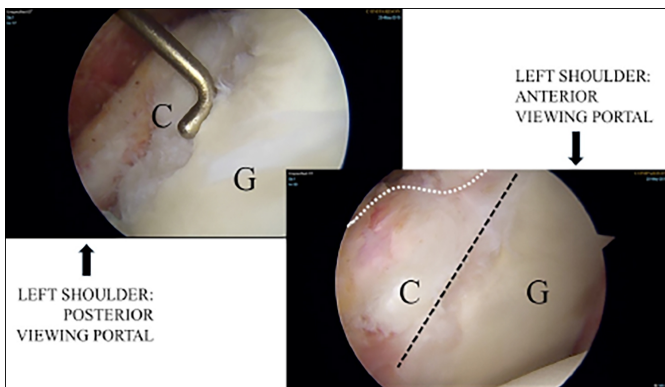 C
G
LEFT SHOULDER:
ANTERIOR
VIEWING PORTAL
LEFT SHOULDER:
POSTERIOR
VIEWING PORTAL
C
G